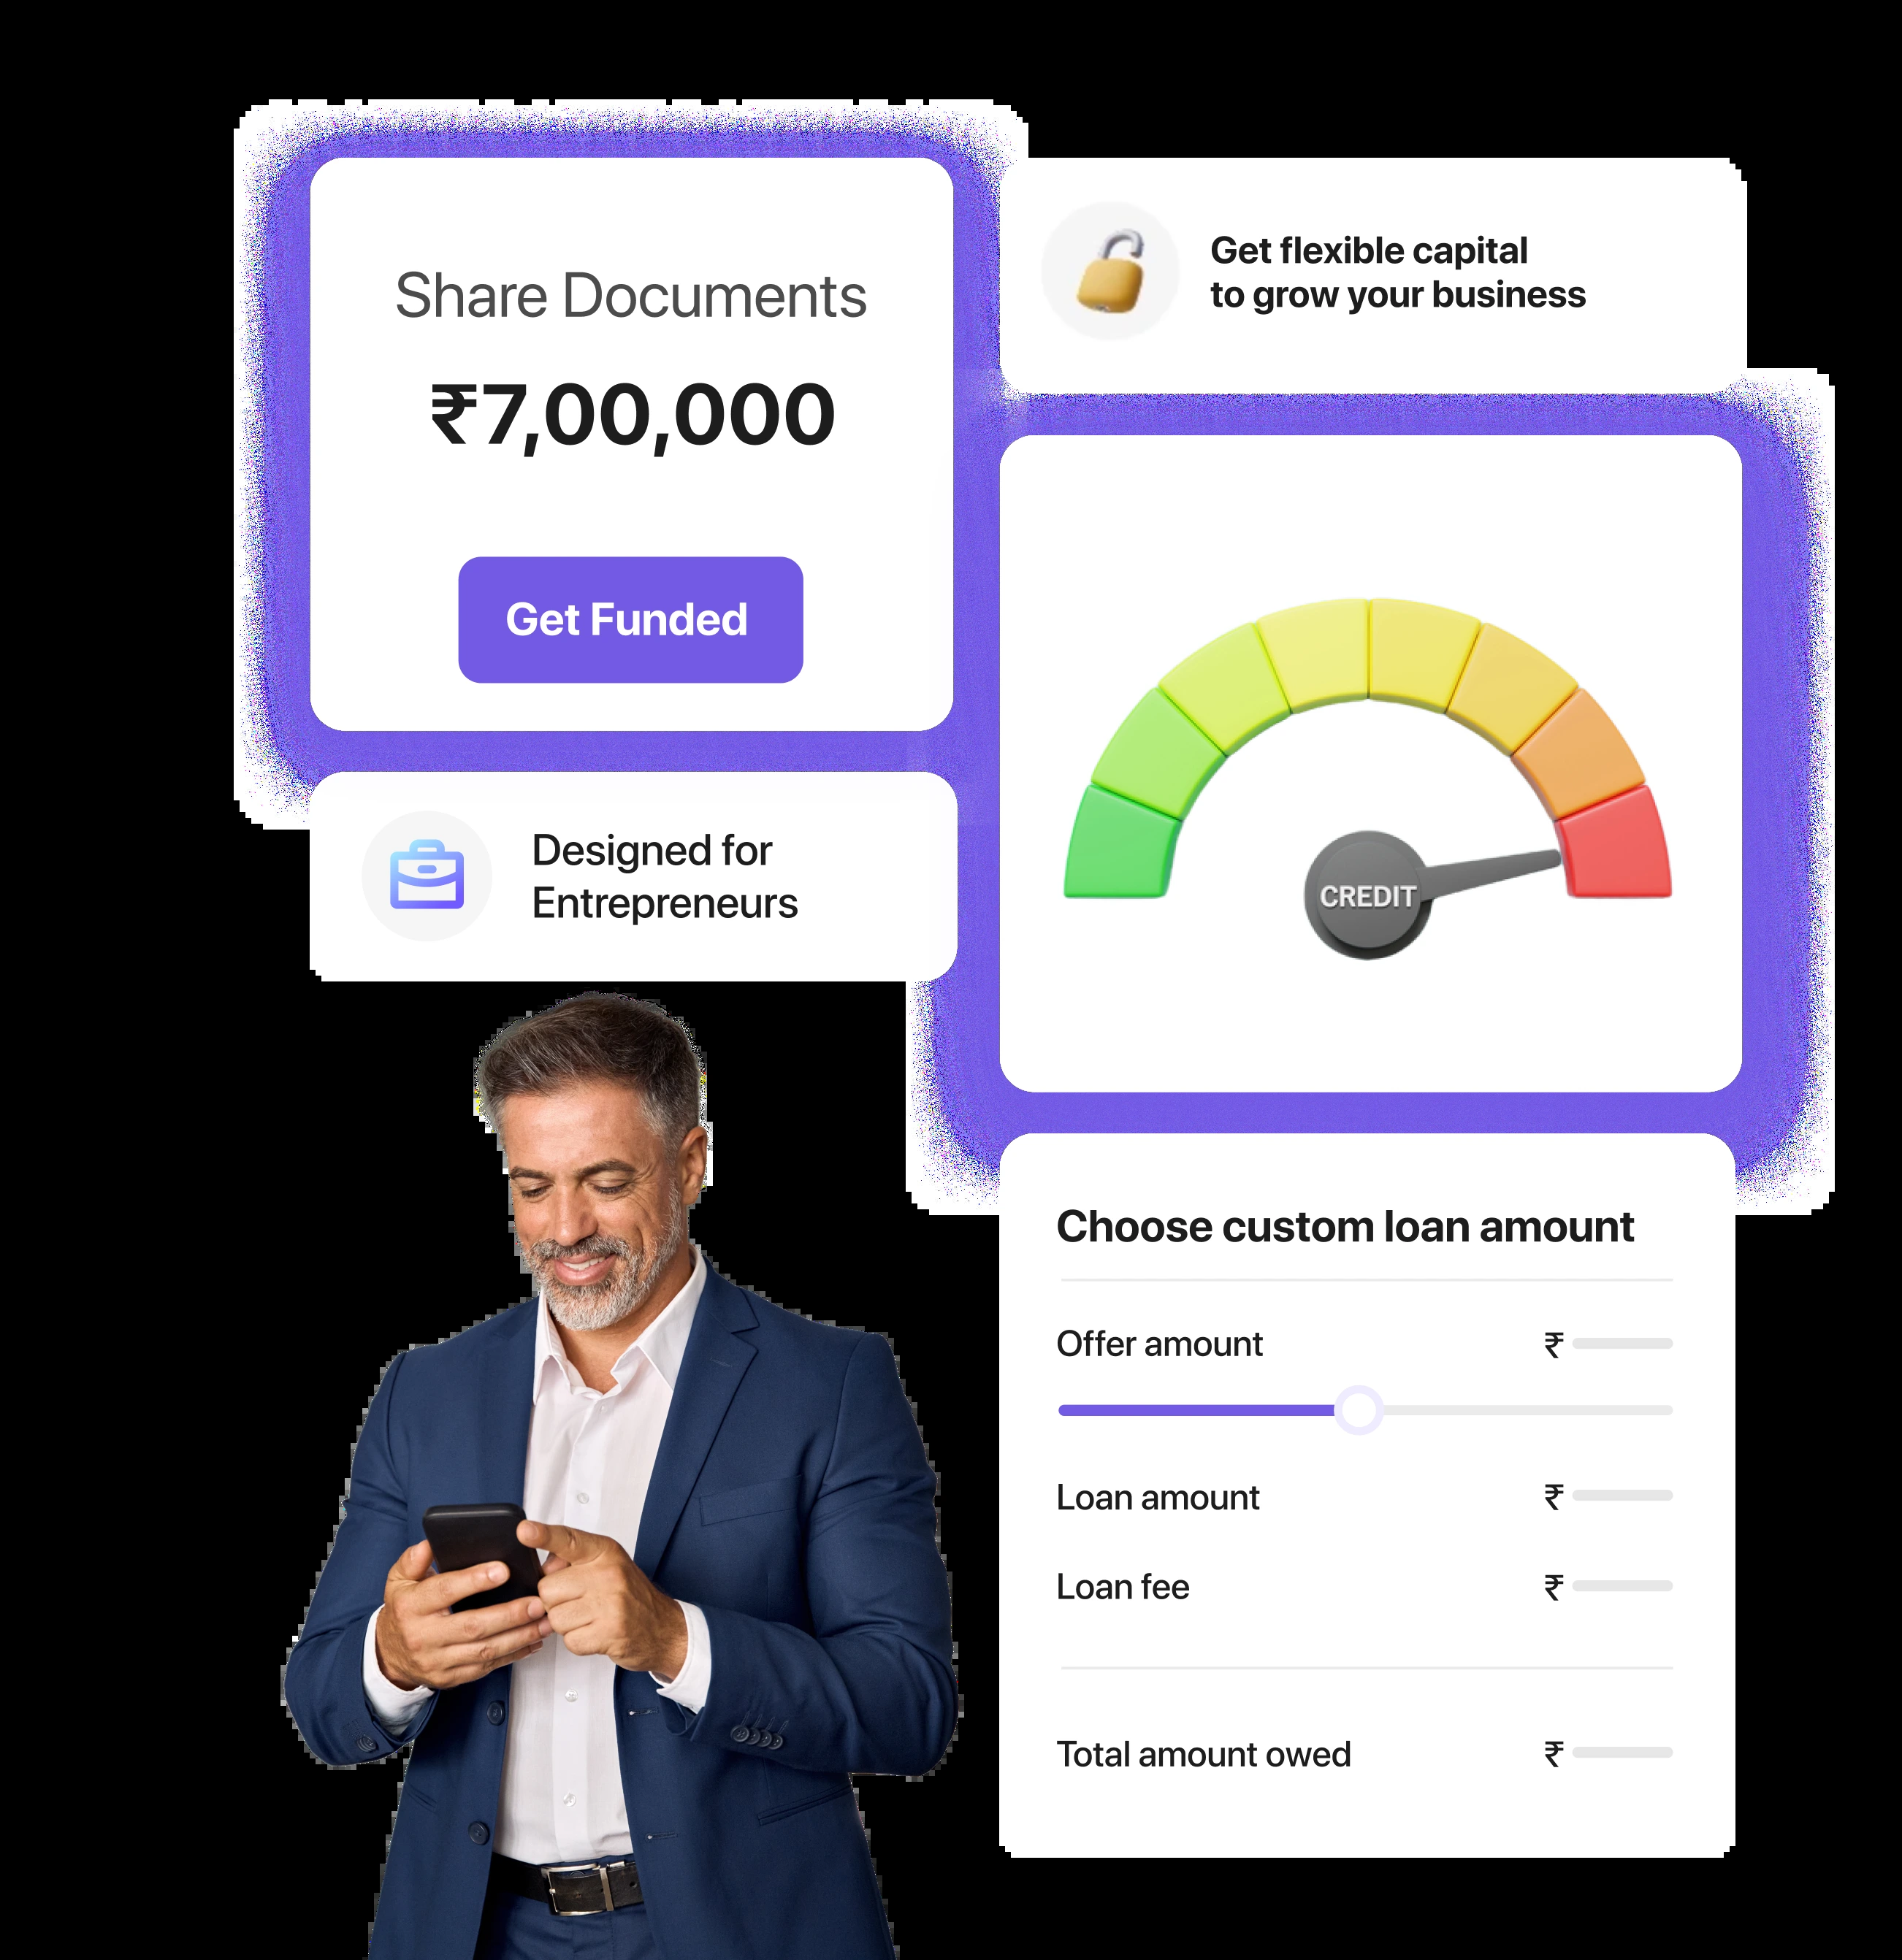 Share Documents
₹7,00,000
Get Funded
Get flexible capital
to grow your business
Designed for
Entrepreneurs
CREDIT
Choose custom loan amount
Offer amount ₹
Loan amount ₹
Loan fee ₹
Total amount owed ₹